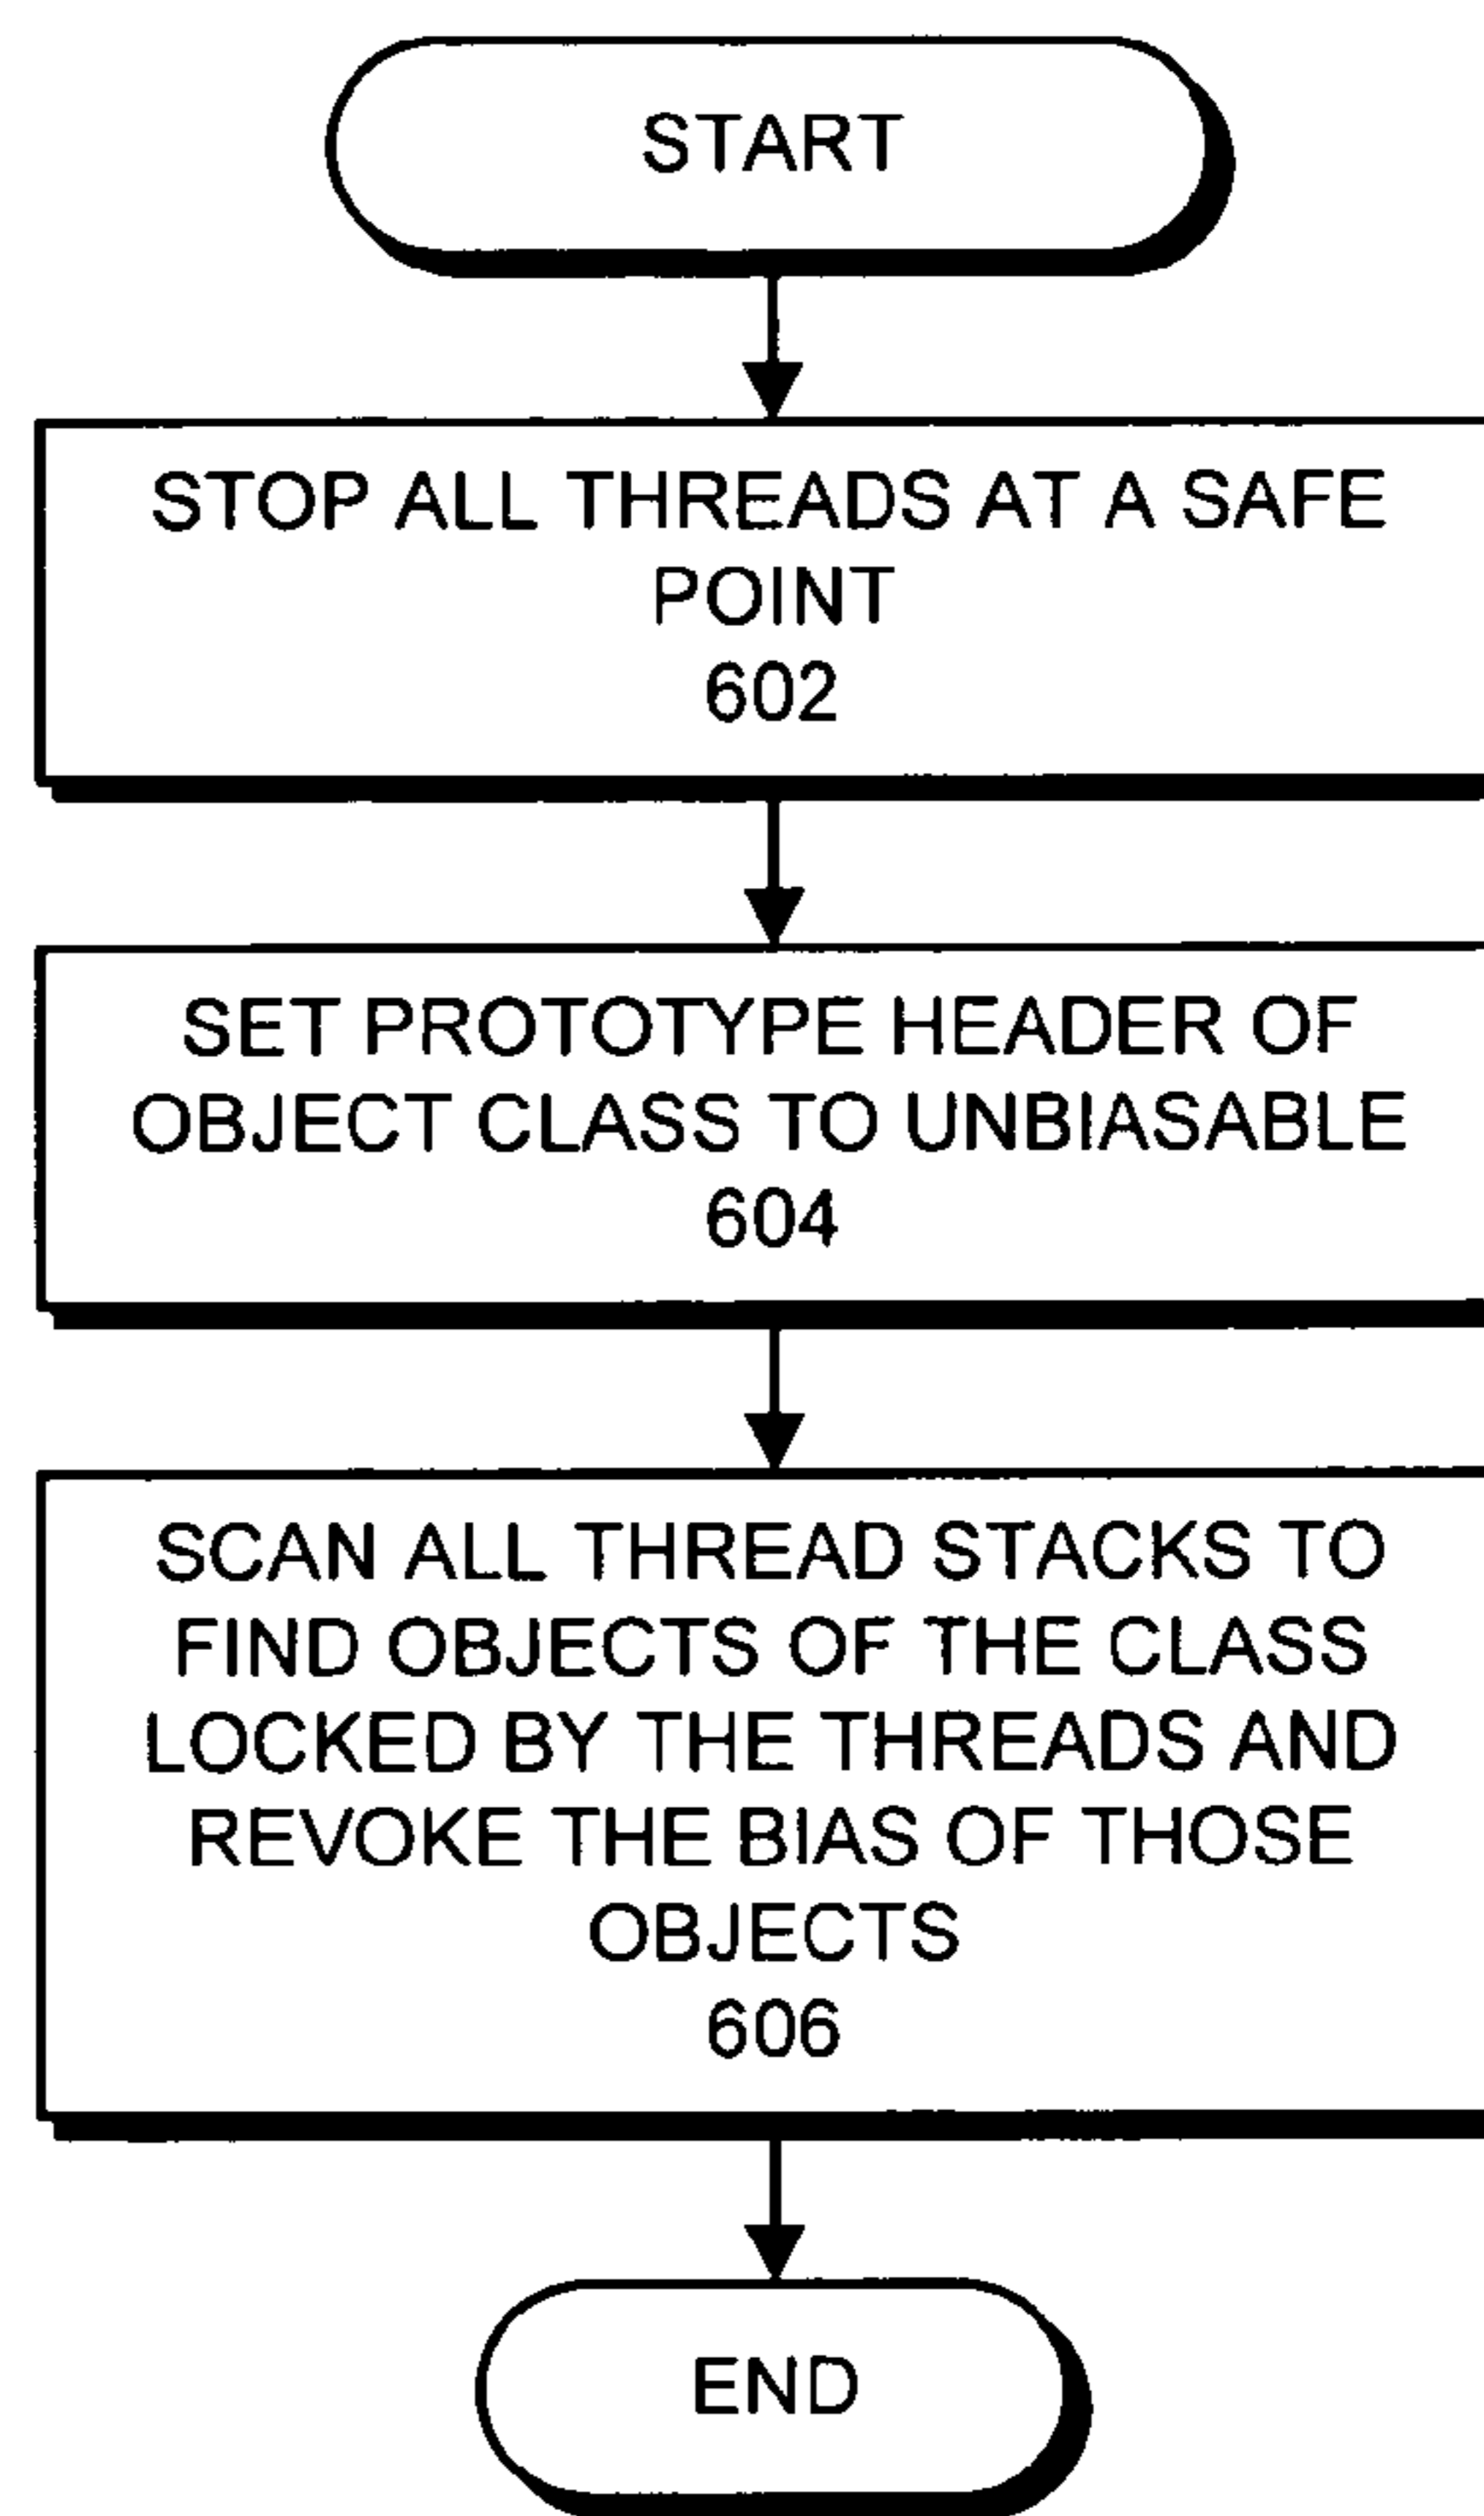 START
STOP ALL THREADS AT A SAFE
POINT
602
SET PROTOTYPE HEADER OF
OBJECT CLASS TO UNBIASABLE
604
SCAN ALL THREAD STACKS TO
FIND OBJECTS OF THE CLASS
LOCKED BY THE THREADS AND
REVOKE THE BIAS OF THOSE
OBJECTS
606
END